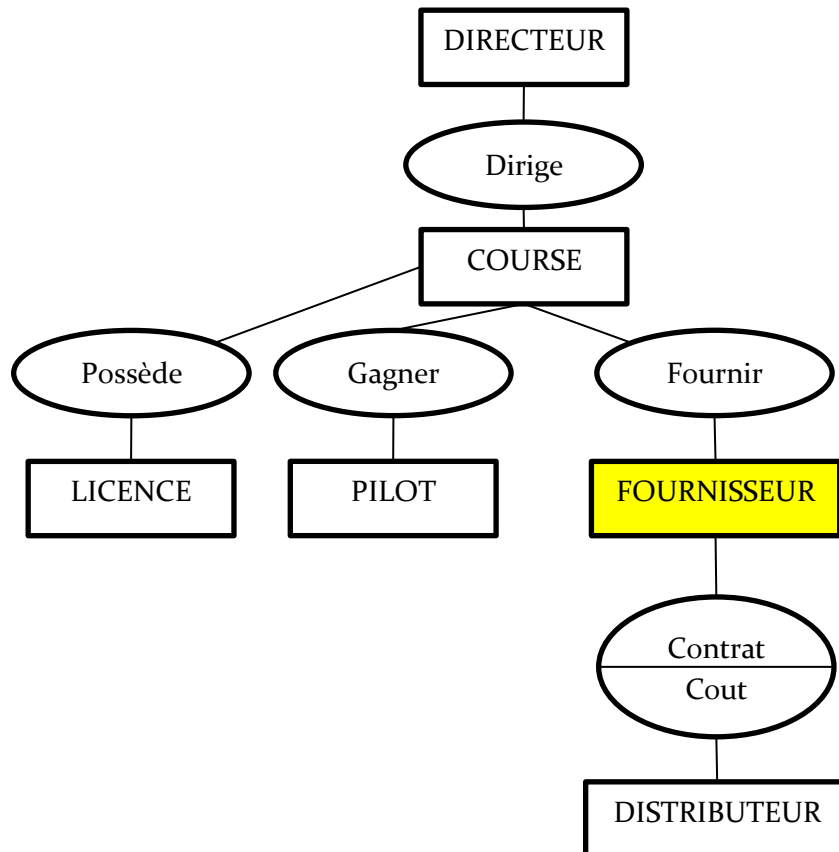 DIRECTEUR
Dirige
COURSE
Possède
Gagner
Fournir
LICENCE
PILOT
FOURNISSEUR
Contrat
Cout
DISTRIBUTEUR